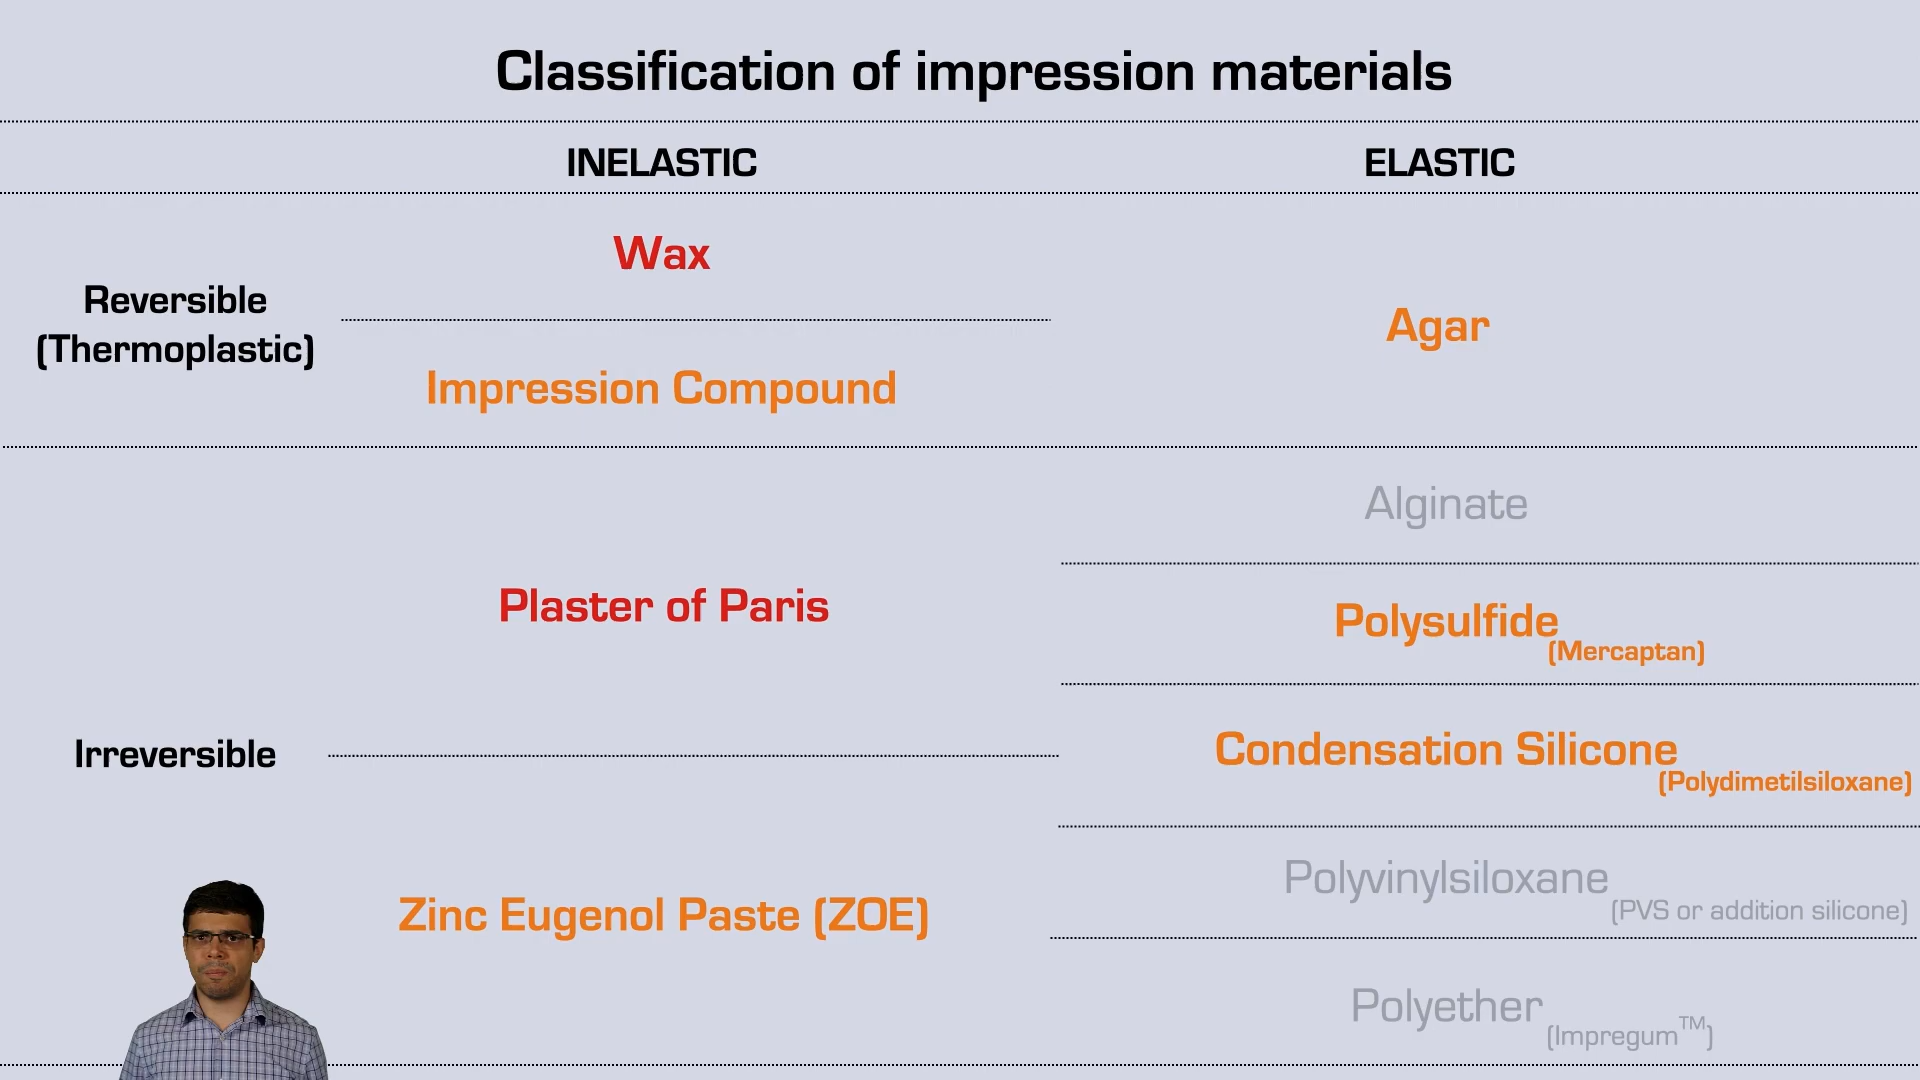 Classification of impression materials
INELASTIC
ELASTIC
Reversible
(Thermoplastic)
Wax
Impression Compound
Agar
Irreversible
Plaster of Paris
Zinc Eugenol Paste (ZOE)
Alginate
Polysulfide
(Mercaptan)
Condensation Silicone
(Polydimetilsiloxane)
Polyvinylsiloxane
(PVS or addition silicone)
Polyether
(Impregum™)